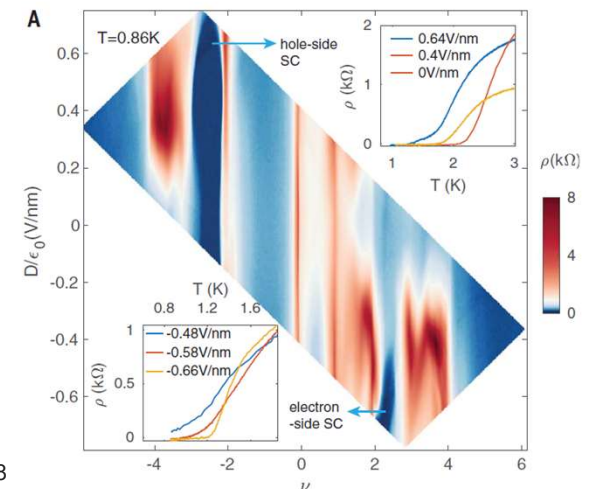 A
T=0.86K
hole-side
SC
0.64V/nm
0.4V/nm
0V/nm
2
1
0
ρ (kΩ)
1 2 3
T (K)
ρ(kΩ)
8
4
0
D/ϵ0(V/nm)
0.6
0.4
0.2
0
-0.2
-0.4
-0.6
T (K)
0.8 1.2 1.6
-0.48V/nm
-0.58V/nm
-0.66V/nm
1
0.5
0
ρ (kΩ)
electron
-side SC
-4 -2 0 2 4 6
ν